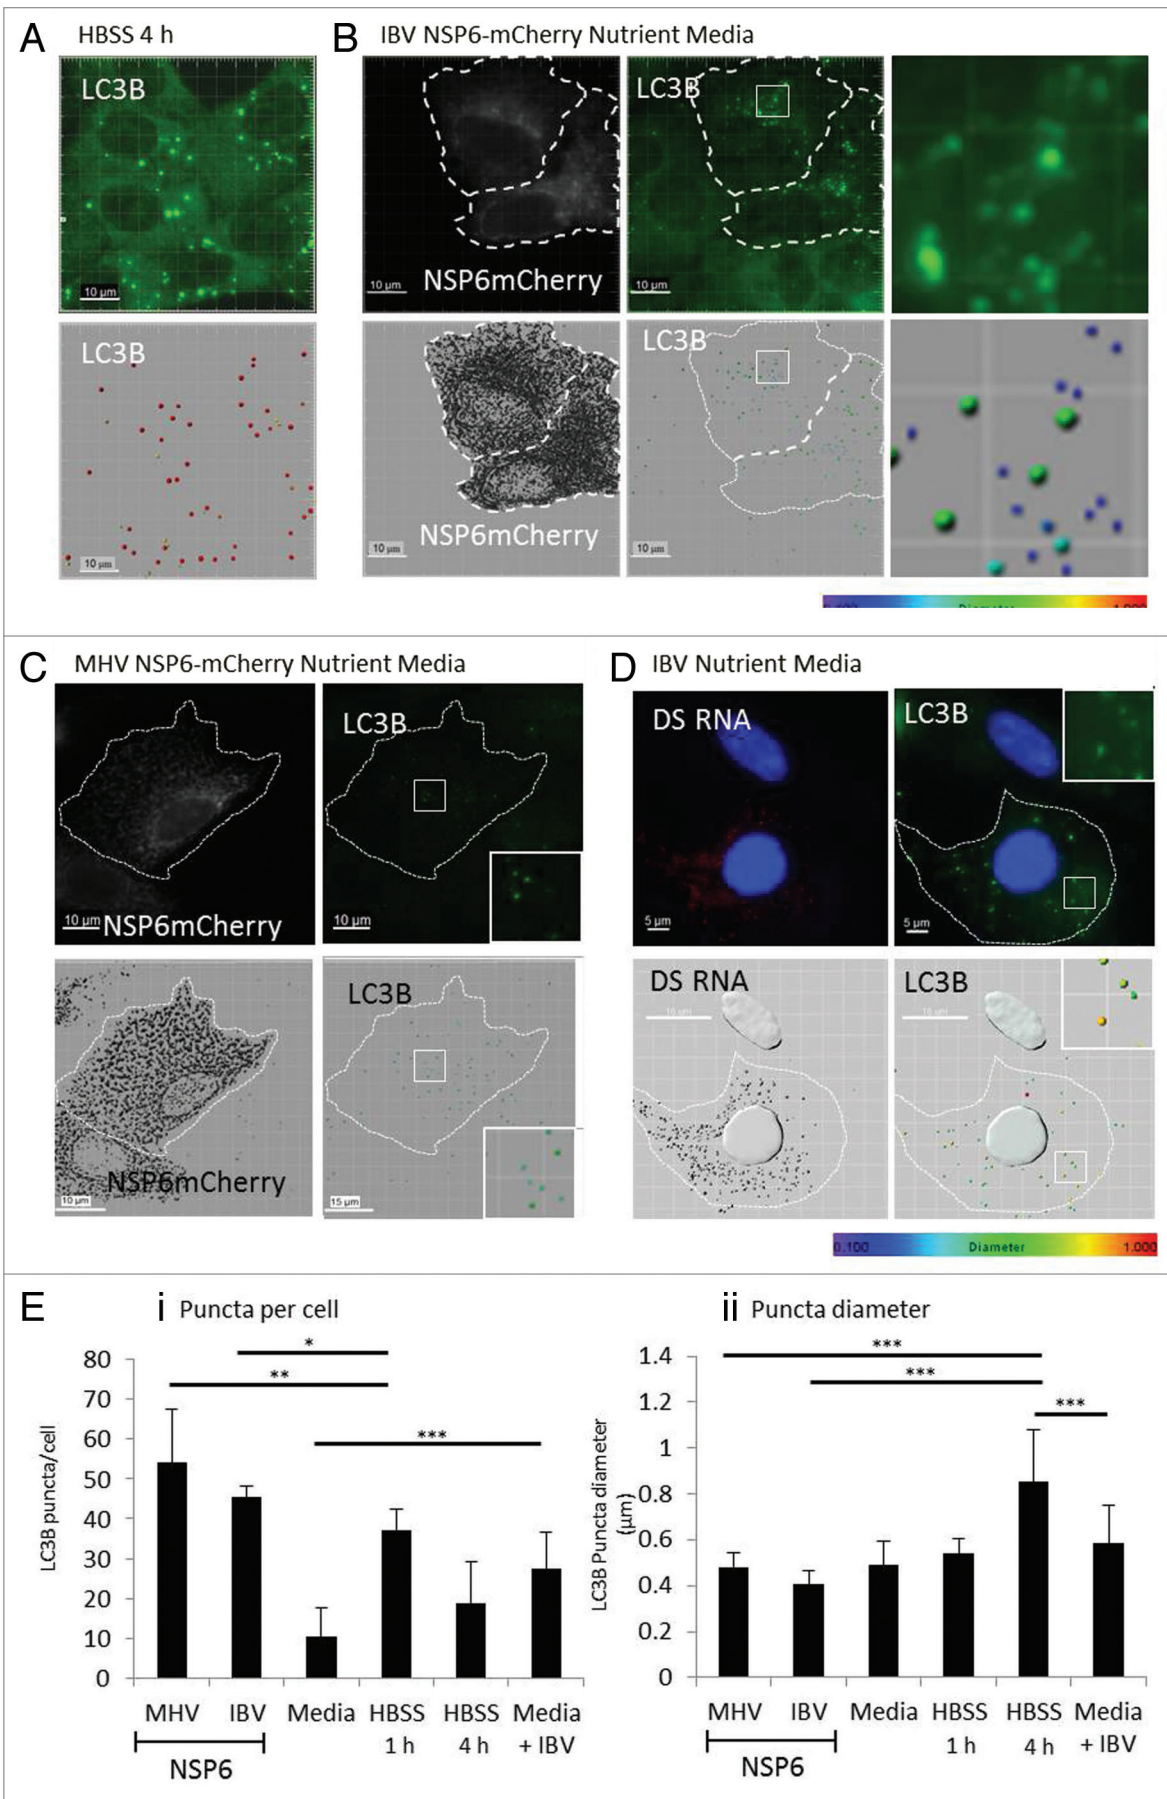 A HBSS 4 h
B IBV NSP6-mCherry Nutrient Media
LC3B
10 µm
NSP6mCherry
10 µm
LC3B
10 µm
LC3B
10 µm
NSP6mCherry
10 µm
LC3B
10 µm
Diameter
1.000
C MHV NSP6-mCherry Nutrient Media
D IBV Nutrient Media
10 µm
NSP6mCherry
LC3B
10 µm
DS RNA
5 µm
LC3B
5 µm
NSP6mCherry
10 µm
LC3B
15 µm
DS RNA
LC3B
0.100 Diameter 1.000
E
i Puncta per cell
*
**
***
LC3B puncta/cell
80
70
60
50
40
30
20
10
0
MHV IBV Media HBSS HBSS Media
1 h 4 h + IBV
NSP6
ii Puncta diameter
***
***
***
LC3B Puncta diameter
(µm)
1.4
1.2
1
0.8
0.6
0.4
0.2
0
MHV IBV Media HBSS HBSS Media
1 h 4 h + IBV
NSP6